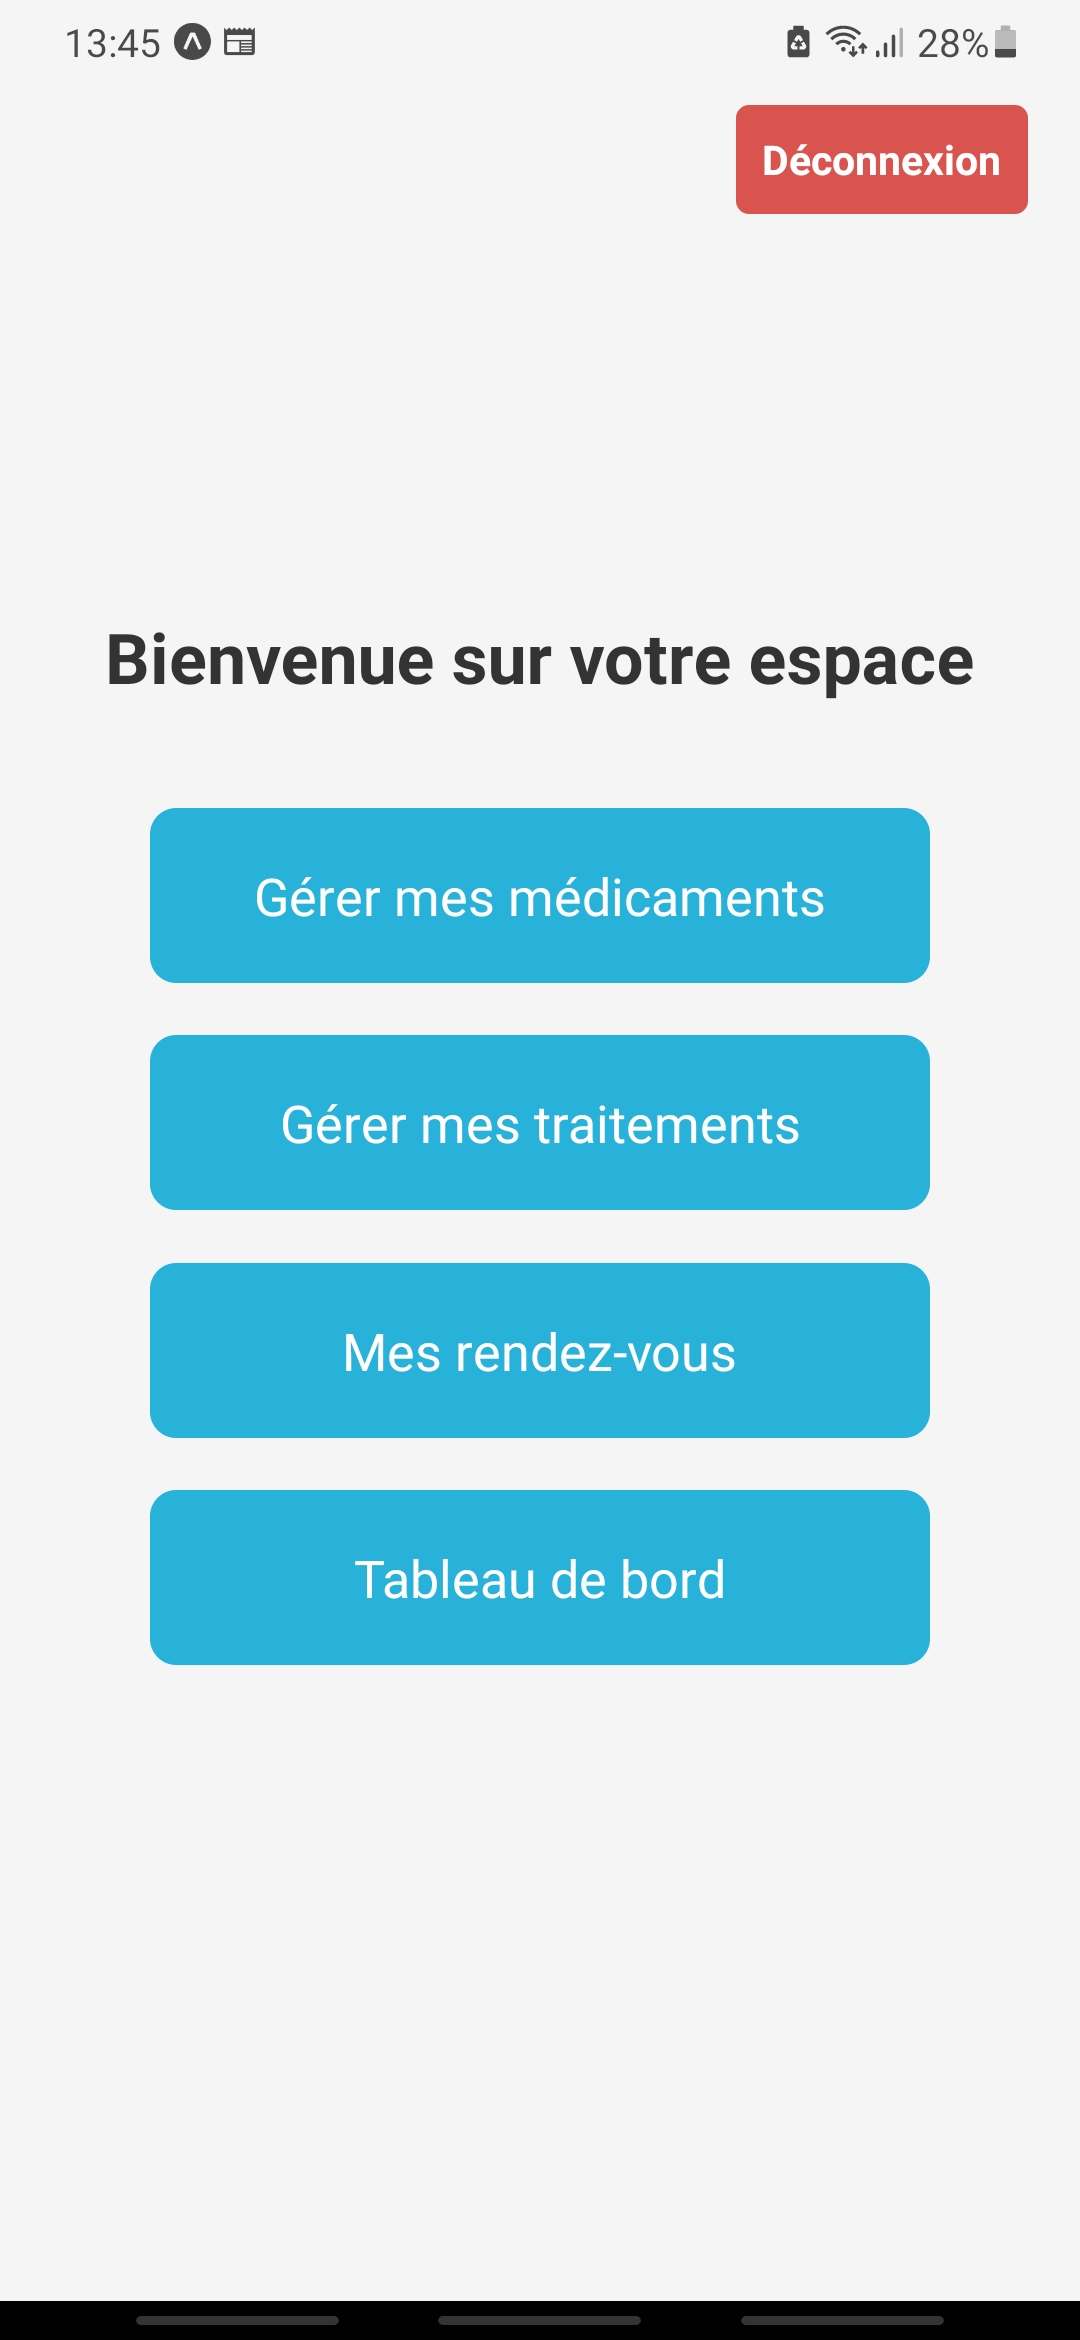 13:45
28%
Déconnexion
Bienvenue sur votre espace
Gérer mes médicaments
Gérer mes traitements
Mes rendez-vous
Tableau de bord